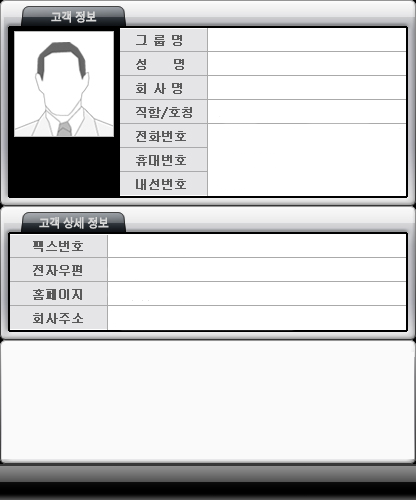 고객 정보
그 룹 명
성 명
회 사 명
직함/호칭
전화번호
휴대번호
내선번호
고객 상세 정보
팩스번호
전자우편
홈페이지
회사주소